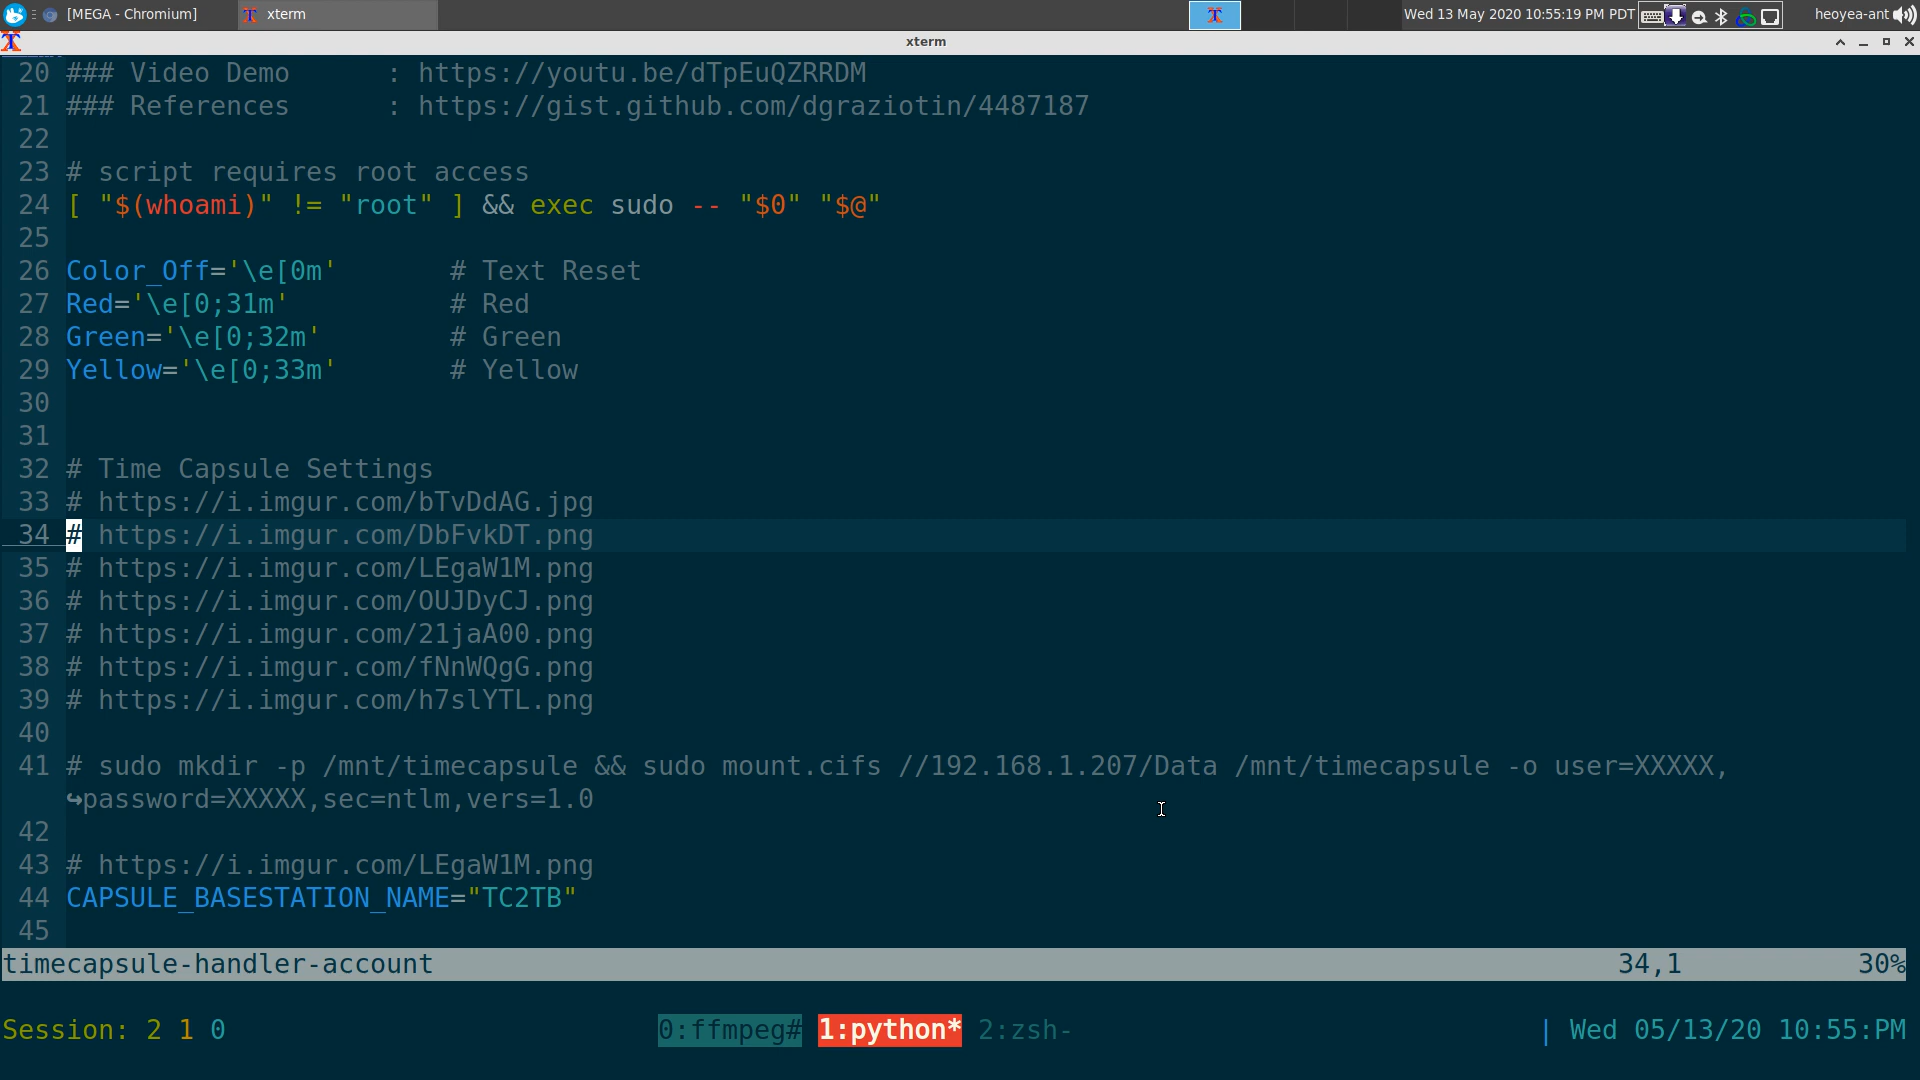 [MEGA - Chromium] xterm Wed 13 May 2020 10:55:19 PM PDT heoyea-ant
xterm
20 ### Video Demo      : https://youtu.be/dTpEuQZRRDM
21 ### References      : https://gist.github.com/dgraziotin/4487187
22
23 # script requires root access
24 [ "$(whoami)" != "root" ] && exec sudo -- "$0" "$@"
25
26 Color_Off='\e[0m'       # Text Reset
27 Red='\e[0;31m'          # Red
28 Green='\e[0;32m'        # Green
29 Yellow='\e[0;33m'       # Yellow
30
31
32 # Time Capsule Settings
33 # https://i.imgur.com/bTvDdAG.jpg
34 # https://i.imgur.com/DbFvkDT.png
35 # https://i.imgur.com/LEgaW1M.png
36 # https://i.imgur.com/OUJDyCJ.png
37 # https://i.imgur.com/21jaA00.png
38 # https://i.imgur.com/fNnWQgG.png
39 # https://i.imgur.com/h7slYTL.png
40
41 # sudo mkdir -p /mnt/timecapsule && sudo mount.cifs //192.168.1.207/Data /mnt/timecapsule -o user=XXXXX,
↪password=XXXXX,sec=ntlm,vers=1.0
42
43 # https://i.imgur.com/LEgaW1M.png
44 CAPSULE_BASESTATION_NAME="TC2TB"
45
timecapsule-handler-account 34,1 30%
Session: 2 1 0 0:ffmpeg# 1:python* 2:zsh- | Wed 05/13/20 10:55:PM